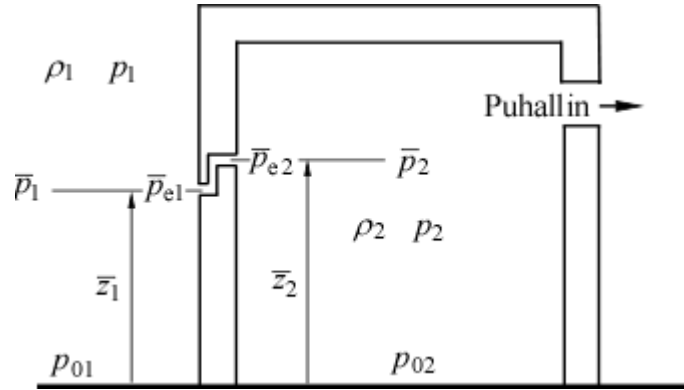 ρ1 p1
Puhallin
p̅e2 p̅2
p̅1 p̅e1
ρ2 p2
z̅1 z̅2
p01 p02